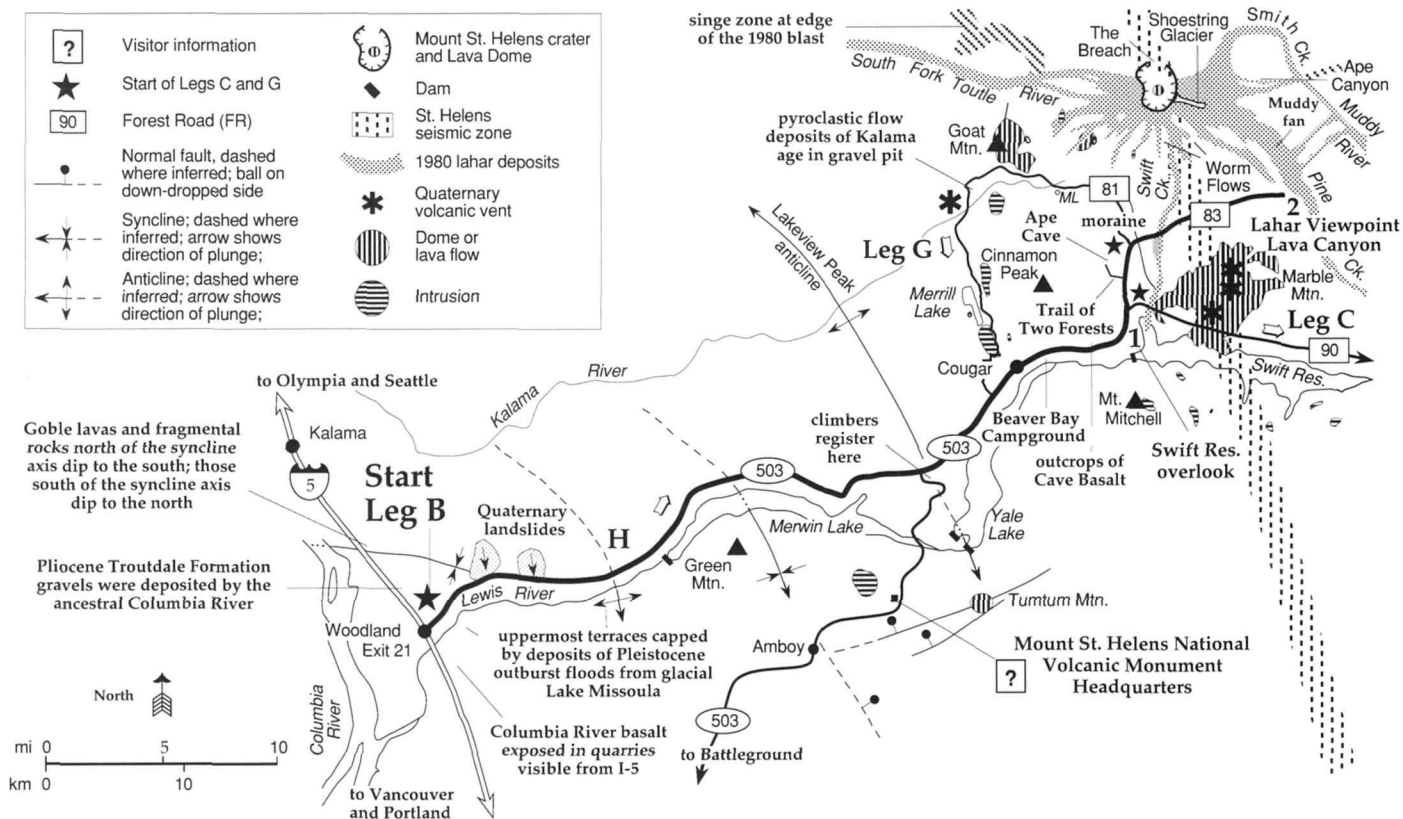 ?
Visitor information
Start of Legs C and G
90
Forest Road (FR)
Normal fault, dashed
where inferred; ball on
down-dropped side
Syncline; dashed where
inferred; arrow shows
direction of plunge;
Anticline; dashed where
inferred; arrow shows
direction of plunge;
Mount St. Helens crater
and Lava Dome
Dam
St. Helens
seismic zone
1980 lahar deposits
Quaternary
volcanic vent
Dome or
lava flow
Intrusion
singe zone at edge
of the 1980 blast
The
Breach
Shoestring
Glacier
Smith
Ck.
Ape
Canyon
South Fork Toutle River
Muddy
fan
Muddy
River
pyroclastic flow
deposits of Kalama
age in gravel pit
Goat
Mtn.
Swift
Ck.
Worm
Flows
Pine
Ck.
81
ML
moraine
83
2
Lahar Viewpoint
Lava Canyon
Ape
Cave
Leg G
Lakeview Peak
anticline
Cinnamon
Peak
Marble
Mtn.
Merrill
Lake
Trail of
Two Forests
Leg C
1
90
Cougar
Swift Res.
Mt.
Mitchell
to Olympia and Seattle
Kalama
River
climbers
register
here
Beaver Bay
Campground
503
outcrops of
Cave Basalt
Swift Res.
overlook
Goble lavas and fragmental
rocks north of the syncline
axis dip to the south; those
south of the syncline axis
dip to the north
Kalama
5
Start
Leg B
Quaternary
landslides
H
503
Merwin Lake
Yale
Lake
Green
Mtn.
Pliocene Troutdale Formation
gravels were deposited by the
ancestral Columbia River
Lewis River
Tumtum Mtn.
Woodland
Exit 21
uppermost terraces capped
by deposits of Pleistocene
outburst floods from glacial
Lake Missoula
Amboy
Mount St. Helens National
Volcanic Monument
Headquarters
?
North
Columbia
River
503
Columbia River basalt
exposed in quarries
visible from I-5
to Battleground
mi 0 5 10
km 0 10
to Vancouver
and Portland